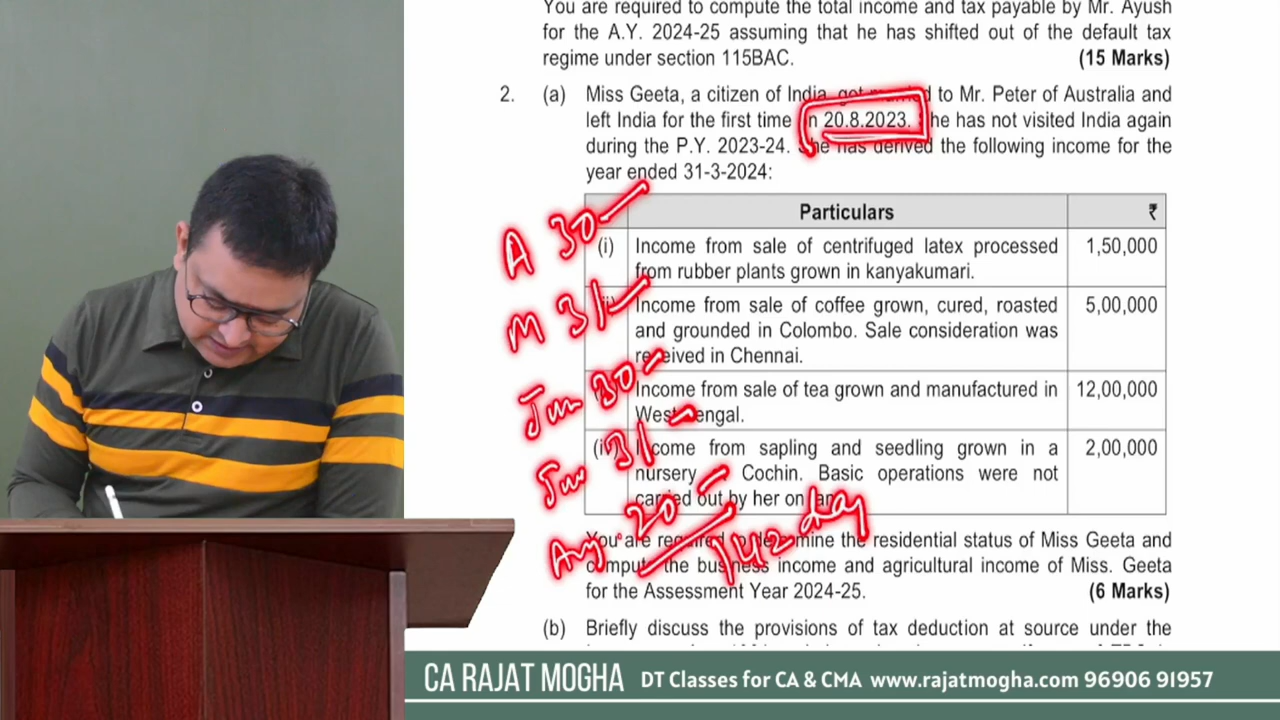 You are required to compute the total income and tax payable by Mr. Ayush
for the A.Y. 2024-25 assuming that he has shifted out of the default tax
regime under section 115BAC. (15 Marks)
2. (a) Miss Geeta, a citizen of India, got married to Mr. Peter of Australia and
left India for the first time in 20.8.2023. She has not visited India again
during the P.Y. 2023-24. She has derived the following income for the
year ended 31-3-2024:
Particulars ₹
(i) Income from sale of centrifuged latex processed 1,50,000
from rubber plants grown in kanyakumari.
(ii) Income from sale of coffee grown, cured, roasted 5,00,000
and grounded in Colombo. Sale consideration was
received in Chennai.
Income from sale of tea grown and manufactured in 12,00,000
West Bengal.
(iv) Income from sapling and seedling grown in a 2,00,000
nursery Cochin. Basic operations were not
carried out by her on land.
A 30
M 31
Jun 30
31
Aug. 20
142 day
You are required to determine the residential status of Miss Geeta and
compute the business income and agricultural income of Miss. Geeta
for the Assessment Year 2024-25. (6 Marks)
(b) Briefly discuss the provisions of tax deduction at source under the
CA RAJAT MOGHA DT Classes for CA & CMA www.rajatmogha.com 96906 91957